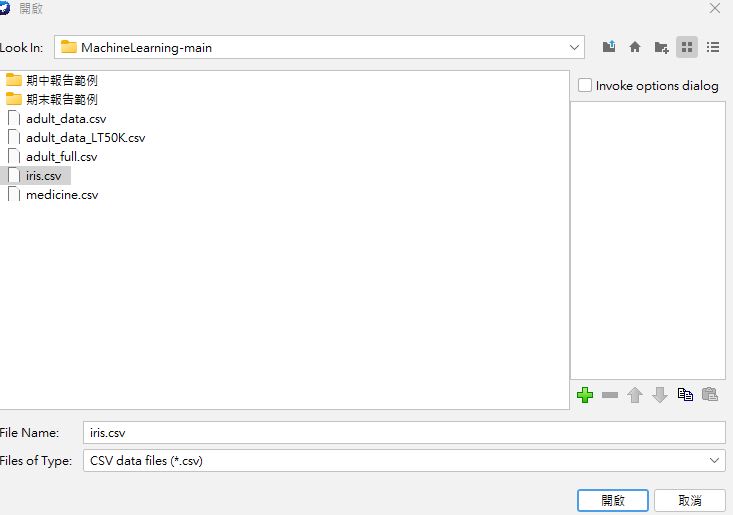 開啟
Look In: MachineLearning-main
期中報告範例
期末報告範例
adult_data.csv
adult_data_LT50K.csv
adult_full.csv
iris.csv
medicine.csv
Invoke options dialog
File Name: iris.csv
Files of Type: CSV data files (*.csv)
開啟 取消